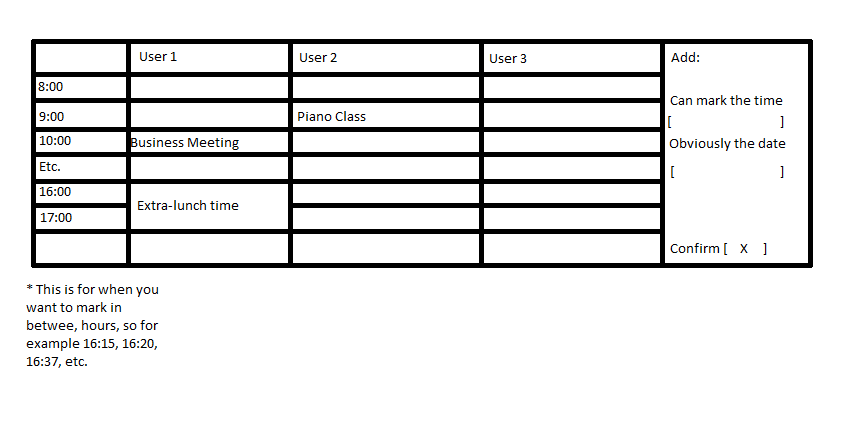 User 1 User 2 User 3 Add:
8:00
Can mark the time
9:00 Piano Class
[ ]
10:00 Business Meeting Obviously the date
Etc.
[ ]
16:00
Extra-lunch time
17:00
Confirm [ X ]
* This is for when you
want to mark in
betwee, hours, so for
example 16:15, 16:20,
16:37, etc.